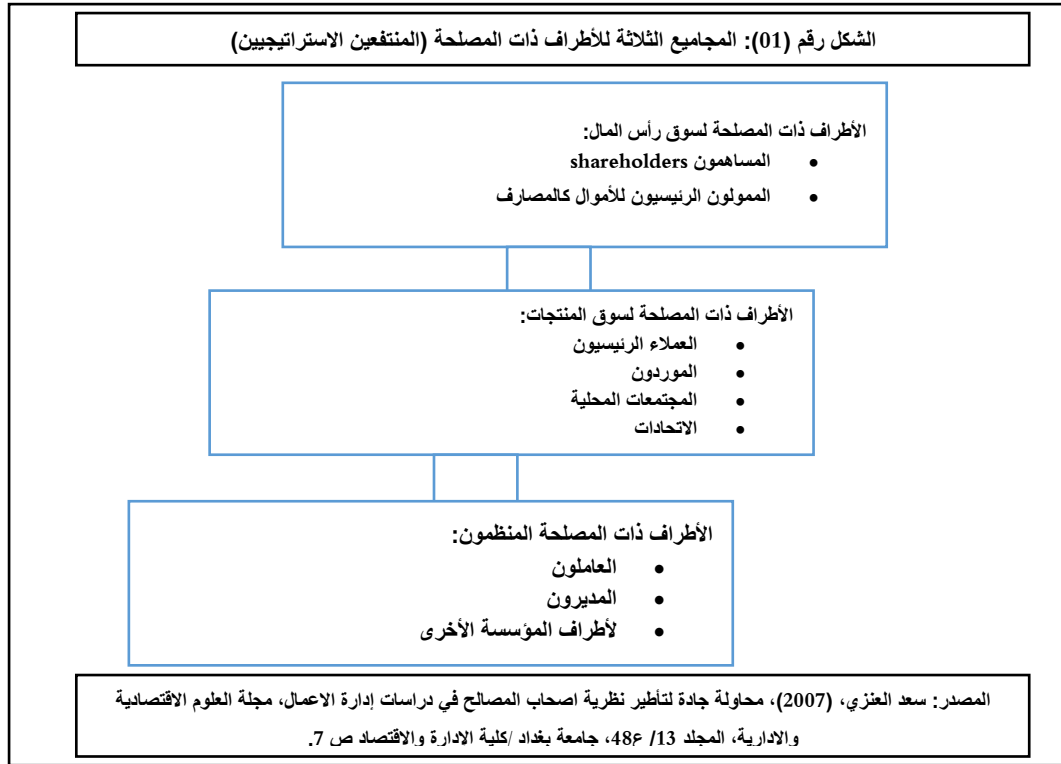 الشكل رقم (01): المجاميع الثلاثة للأطراف ذات المصلحة (المنتفعين الاستراتيجيين)
الأطراف ذات المصلحة لسوق رأس المال:
• المساهمون shareholders
• الممولون الرئيسيون للأموال كالمصارف
الأطراف ذات المصلحة لسوق المنتجات:
• العملاء الرئيسيون
• الموردون
• المجتمعات المحلية
• الاتحادات
الأطراف ذات المصلحة المنظمون:
• العاملون
• المديرون
• لأطراف المؤسسة الأخرى
المصدر: سعد العنزي، (2007)، محاولة جادة لتأطير نظرية اصحاب المصالح في دراسات إدارة الاعمال، مجلة العلوم الاقتصادية
والادارية، المجلد 13/ ع48، جامعة بغداد /كلية الادارة والاقتصاد ص 7.